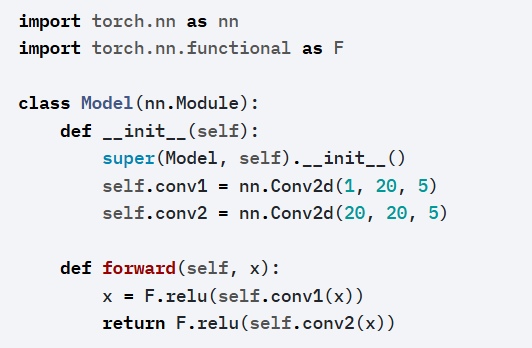 import torch.nn as nn
import torch.nn.functional as F

class Model(nn.Module):
    def __init__(self):
        super(Model, self).__init__()
        self.conv1 = nn.Conv2d(1, 20, 5)
        self.conv2 = nn.Conv2d(20, 20, 5)

    def forward(self, x):
        x = F.relu(self.conv1(x))
        return F.relu(self.conv2(x))